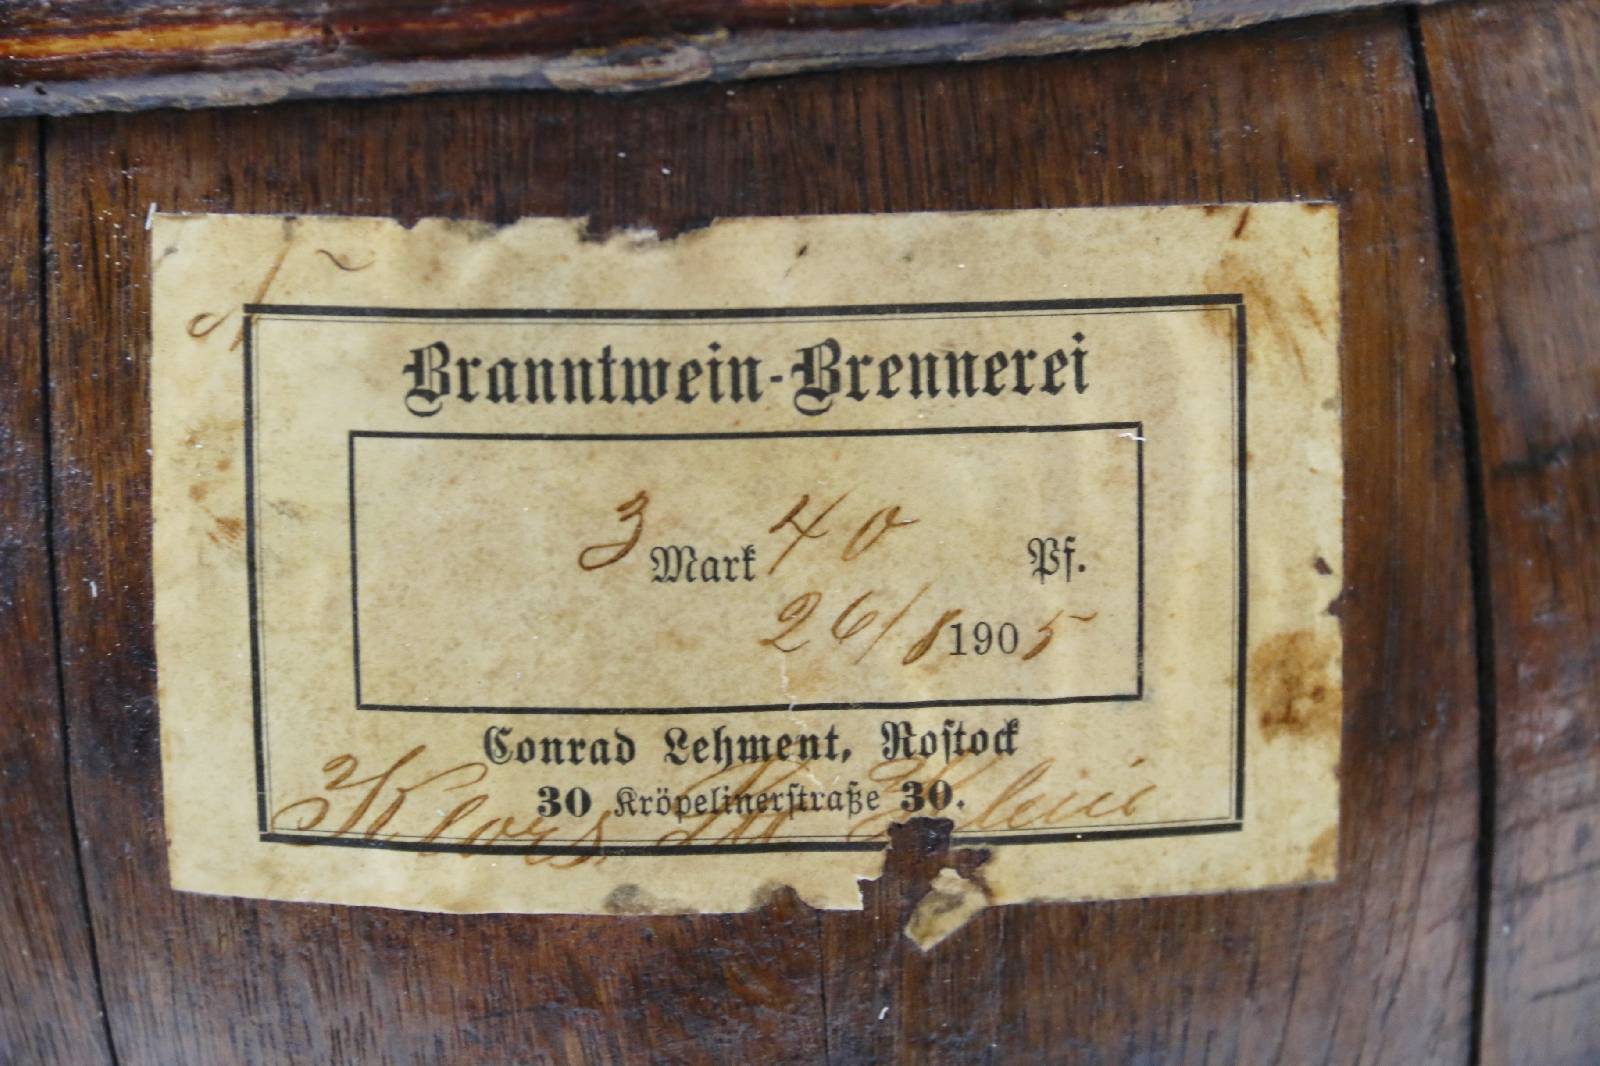 Branntwein-Brennerei
3 Mark 40 Pf.
26/8 1905
Conrad Lehment, Rostock
30 Kröpelinerstraße 30.